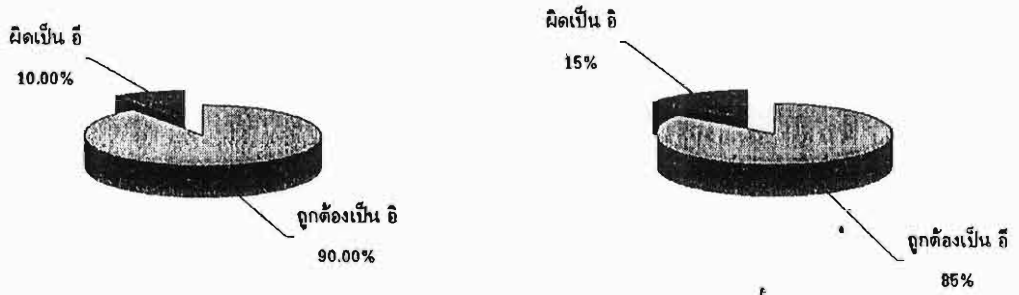 ผิดเป็น อี
10.00%
ถูกต้องเป็น อิ
90.00%
ผิดเป็น อิ
15%
ถูกต้องเป็น อี
85%